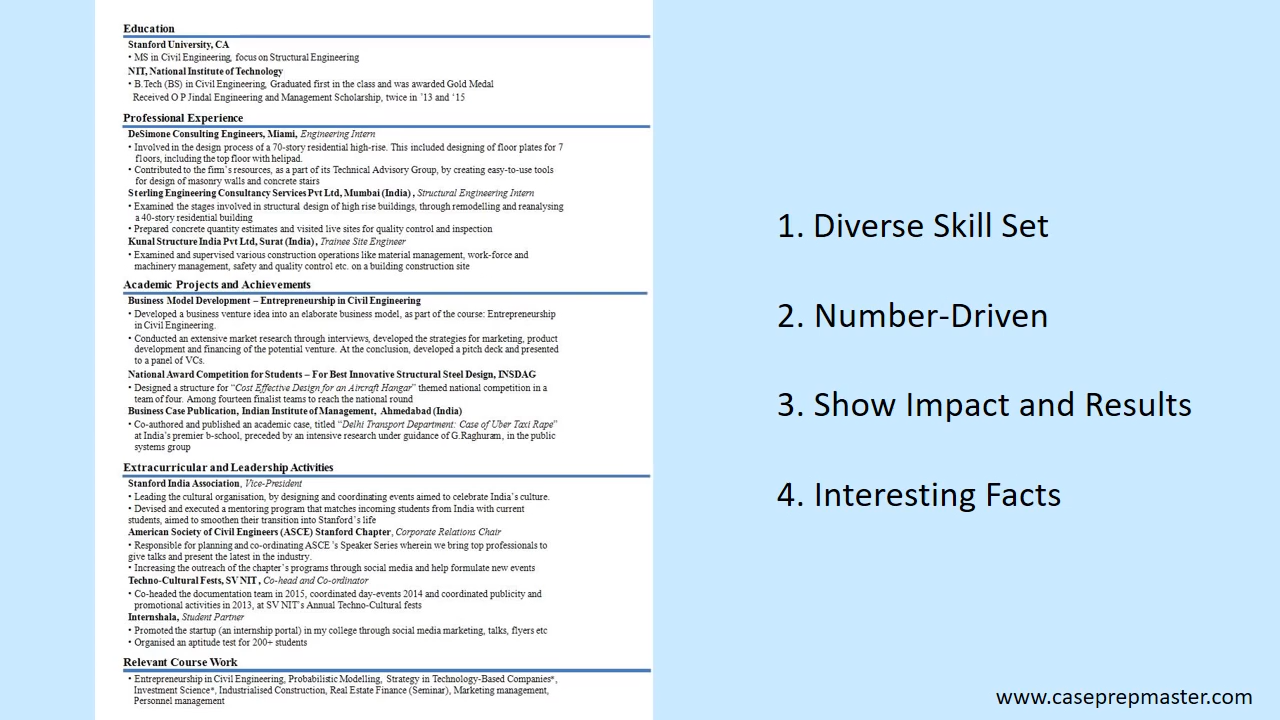 Education
Stanford University, CA
• MS in Civil Engineering, focus on Structural Engineering
NIT, National Institute of Technology
• B.Tech (BS) in Civil Engineering, Graduated first in the class and was awarded Gold Medal
Received O P Jindal Engineering and Management Scholarship, twice in '13 and '15
Professional Experience
DeSimone Consulting Engineers, Miami, Engineering Intern
• Involved in the design process of a 70-story residential high-rise. This included designing of floor plates for 7
floors, including the top floor with helipad.
• Contributed to the firm's resources, as a part of its Technical Advisory Group, by creating easy-to-use tools
for design of masonry walls and concrete stairs
Sterling Engineering Consultancy Services Pvt Ltd, Mumbai (India), Structural Engineering Intern
• Examined the stages involved in structural design of high rise buildings, through remodelling and reanalysing
a 40-story residential building
• Prepared concrete quantity estimates and visited live sites for quality control and inspection
Kunal Structure India Pvt Ltd, Surat (India), Trainee Site Engineer
• Examined and supervised various construction operations like material management, work-force and
machinery management, safety and quality control etc. on a building construction site
Academic Projects and Achievements
Business Model Development – Entrepreneurship in Civil Engineering
• Developed a business venture idea into an elaborate business model, as part of the course: Entrepreneurship
in Civil Engineering.
• Conducted an extensive market research through interviews, developed the strategies for marketing, product
development and financing of the potential venture. At the conclusion, developed a pitch deck and presented
to a panel of VCs.
National Award Competition for Students – For Best Innovative Structural Steel Design, INSDAG
• Designed a structure for "Cost Effective Design for an Aircraft Hangar" themed national competition in a
team of four. Among fourteen finalist teams to reach the national round
Business Case Publication, Indian Institute of Management, Ahmedabad (India)
• Co-authored and published an academic case, titled "Delhi Transport Department: Case of Uber Taxi Rape"
at India's premier b-school, preceded by an intensive research under guidance of G.Raghuram, in the public
systems group
Extracurricular and Leadership Activities
Stanford India Association, Vice-President
• Leading the cultural organisation, by designing and coordinating events aimed to celebrate India's culture.
• Devised and executed a mentoring program that matches incoming students from India with current
students, aimed to smoothen their transition into Stanford's life
American Society of Civil Engineers (ASCE) Stanford Chapter, Corporate Relations Chair
• Responsible for planning and co-ordinating ASCE's Speaker Series wherein we bring top professionals to
give talks and present the latest in the industry.
• Increasing the outreach of the chapter's programs through social media and help formulate new events
Techno-Cultural Fests, SVNIT, Co-head and Co-ordinator
• Co-headed the documentation team in 2015, coordinated day-events 2014 and coordinated publicity and
promotional activities in 2013, at SVNIT's Annual Techno-Cultural fests
Internshala, Student Partner
• Promoted the startup (an internship portal) in my college through social media marketing, talks, flyers etc
• Organised an aptitude test for 200+ students
Relevant Course Work
• Entrepreneurship in Civil Engineering, Probabilistic Modelling, Strategy in Technology-Based Companies*,
Investment Science*, Industrialised Construction, Real Estate Finance (Seminar), Marketing management,
Personnel management
1. Diverse Skill Set
2. Number-Driven
3. Show Impact and Results
4. Interesting Facts
www.caseprepmaster.com